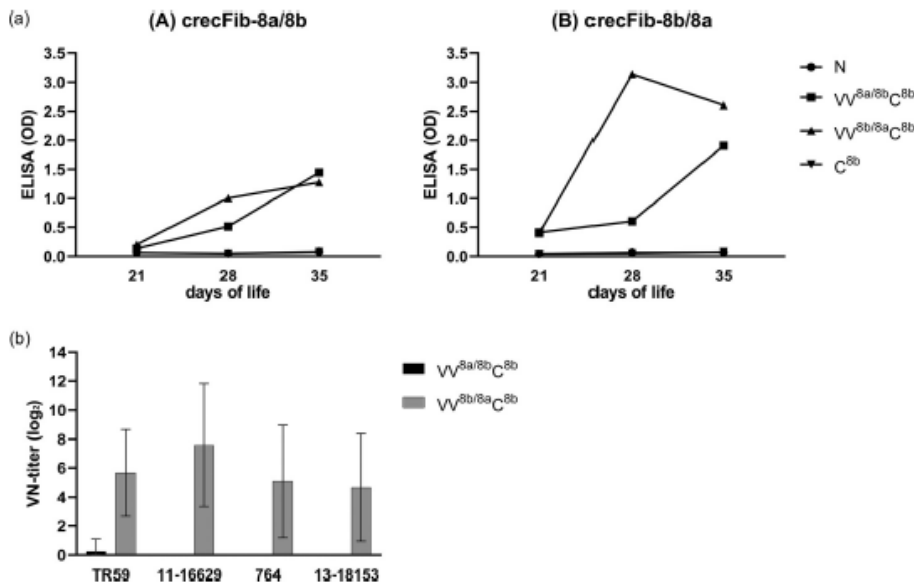 (a)
(A) crecFib-8a/8b
(B) crecFib-8b/8a
ELISA (OD)
3.5
3.0
2.5
2.0
1.5
1.0
0.5
0.0
21 28 35
days of life
ELISA (OD)
3.5
3.0
2.5
2.0
1.5
1.0
0.5
0.0
21 28 35
days of life
N
VV8a/8bC8b
VV8b/8aC8b
C8b
(b)
VN-titer (log2)
14
12
10
8
6
4
2
0
TR59 11-16629 764 13-18153
VV8a/8bC8b
VV8b/8aC8b